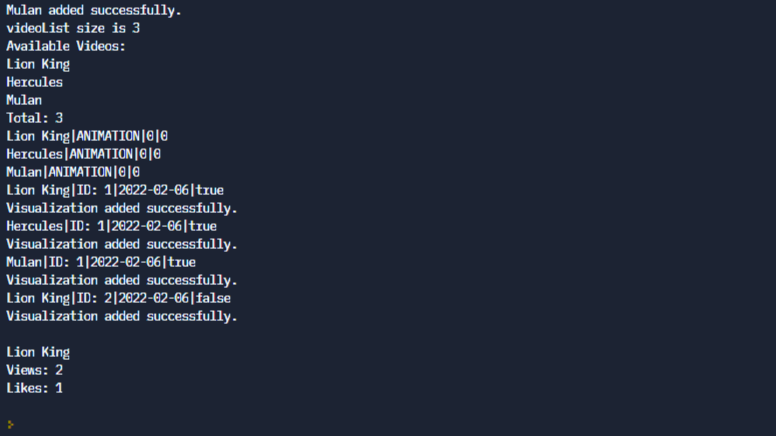 Mulan added successfully.
videoList size is 3
Available Videos:
Lion King
Hercules
Mulan
Total: 3
Lion King|ANIMATION|0|0
Hercules|ANIMATION|0|0
Mulan|ANIMATION|0|0
Lion King|ID: 1|2022-02-06|true
Visualization added successfully.
Hercules|ID: 1|2022-02-06|true
Visualization added successfully.
Mulan|ID: 1|2022-02-06|true
Visualization added successfully.
Lion King|ID: 2|2022-02-06|false
Visualization added successfully.
Lion King
Views: 2
Likes: 1
>